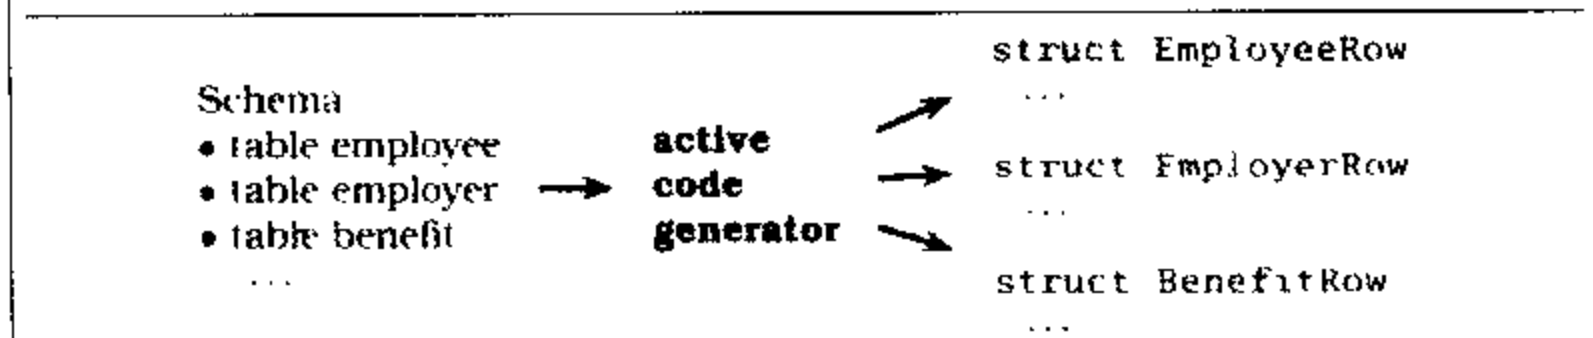 Schema
• table employee
• table employer
• table benefit
...
active
code
generator
struct EmployeeRow
...
struct EmployerRow
...
struct BenefitRow
...